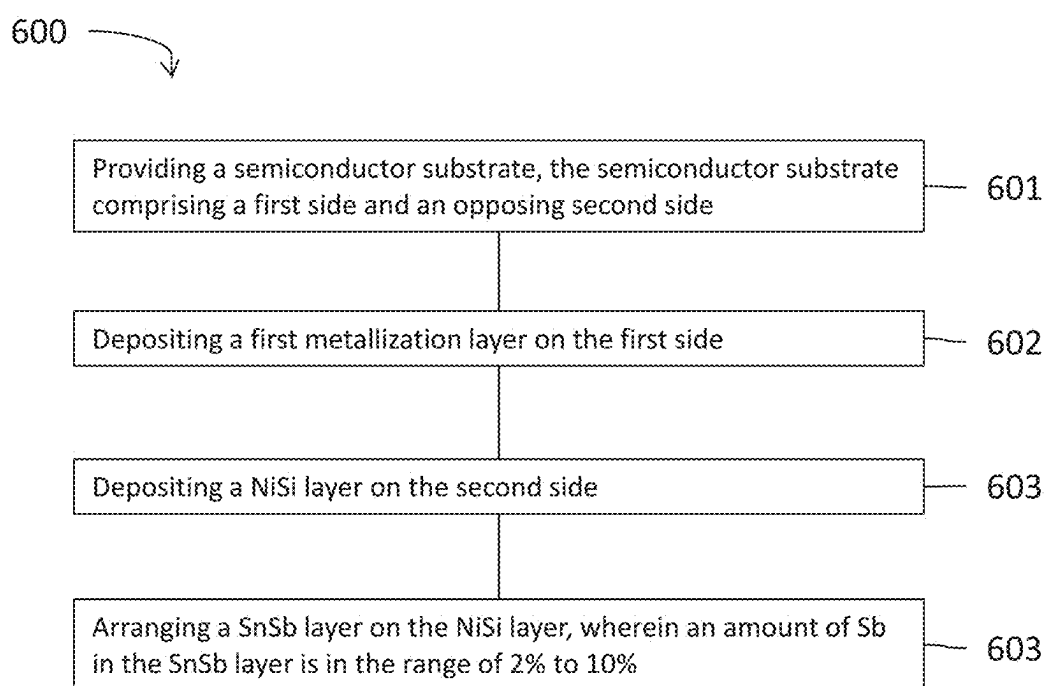 600
Providing a semiconductor substrate, the semiconductor substrate
comprising a first side and an opposing second side
601
Depositing a first metallization layer on the first side
602
Depositing a NiSi layer on the second side
603
Arranging a SnSb layer on the NiSi layer, wherein an amount of Sb
in the SnSb layer is in the range of 2% to 10%
603